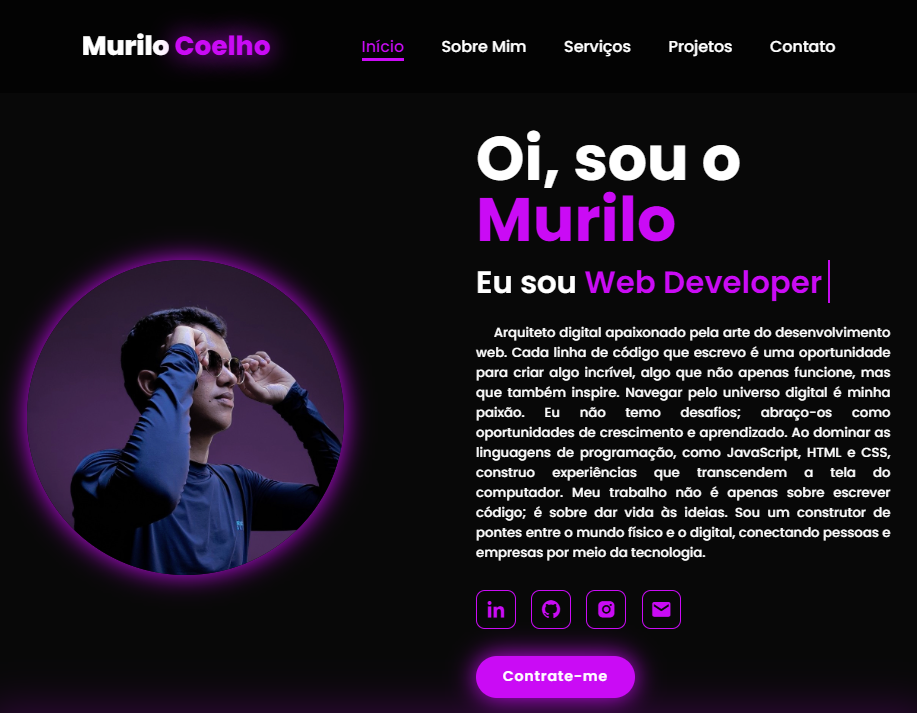 Murilo Coelho
Início
Sobre Mim
Serviços
Projetos
Contato
Oi, sou o
Murilo
Eu sou Web Developer
Arquiteto digital apaixonado pela arte do desenvolvimento
web. Cada linha de código que escrevo é uma oportunidade
para criar algo incrível, algo que não apenas funcione, mas
que também inspire. Navegar pelo universo digital é minha
paixão. Eu não temo desafios; abraço-os como
oportunidades de crescimento e aprendizado. Ao dominar as
linguagens de programação, como JavaScript, HTML e CSS,
construo experiências que transcendem a tela do
computador. Meu trabalho não é apenas sobre escrever
código; é sobre dar vida às ideias. Sou um construtor de
pontes entre o mundo físico e o digital, conectando pessoas e
empresas por meio da tecnologia.
in
Contrate-me